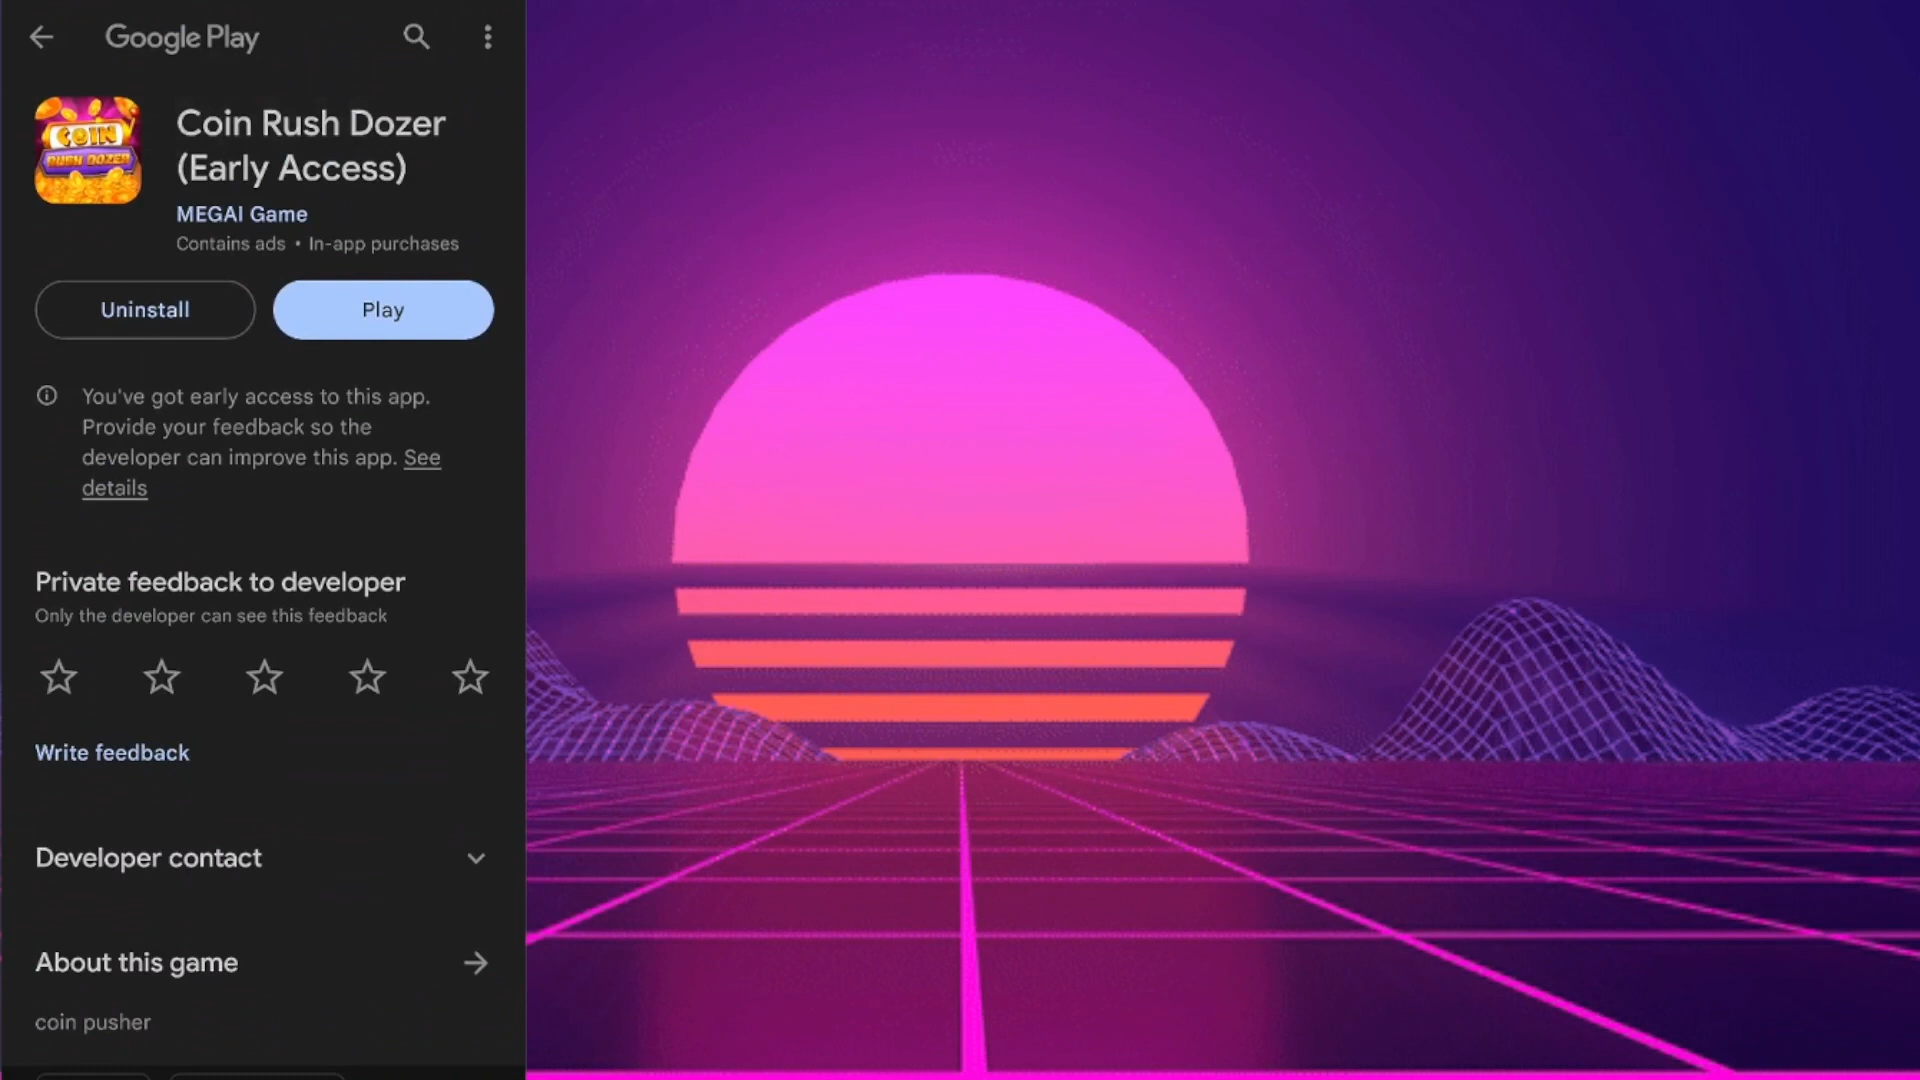 Google Play
COIN
RUSH DOZER
Coin Rush Dozer
(Early Access)
MEGAI Game
Contains ads • In-app purchases
Uninstall
Play
You've got early access to this app.
Provide your feedback so the
developer can improve this app. See
details
Private feedback to developer
Only the developer can see this feedback
Write feedback
Developer contact
About this game
coin pusher